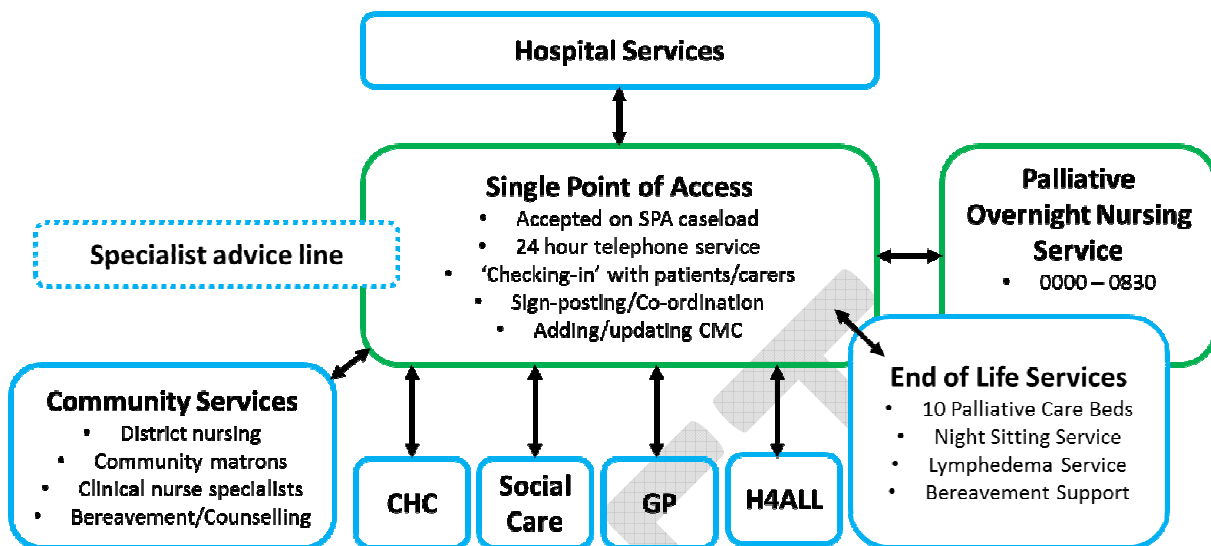 Hospital Services
Single Point of Access
• Accepted on SPA caseload
• 24 hour telephone service
• ‘Checking-in’ with patients/carers
• Sign-posting/Co-ordination
• Adding/updating CMC
Specialist advice line
Palliative
Overnight Nursing
Service
• 0000 – 0830
End of Life Services
• 10 Palliative Care Beds
• Night Sitting Service
• Lymphedema Service
• Bereavement Support
Community Services
• District nursing
• Community matrons
• Clinical nurse specialists
• Bereavement/Counselling
CHC
Social
Care
GP
H4ALL